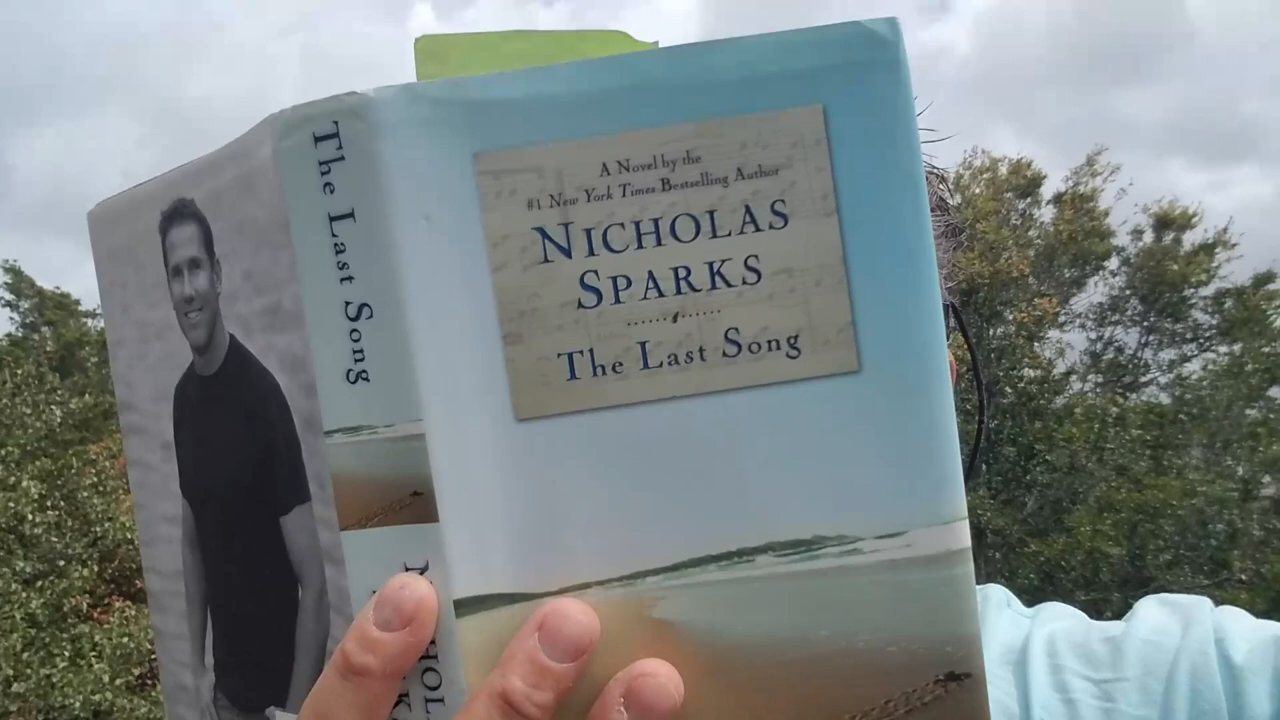 The Last Song
A Novel by the
#1 New York Times Bestselling Author
NICHOLAS
SPARKS
The Last Song